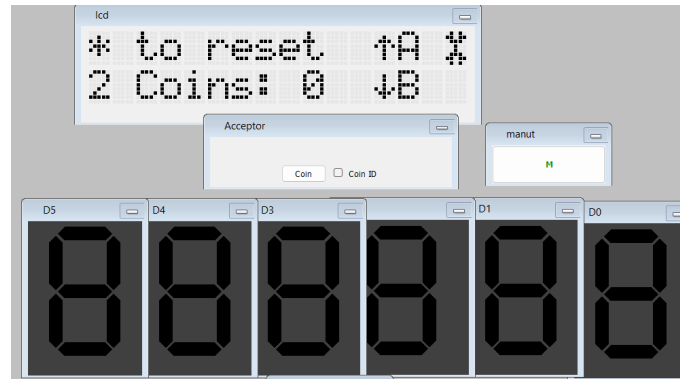 lcd
* to reset ↑A
2 Coins: 0 ↓B
Acceptor
Coin
Coin ID
manut
M
D5
D4
D3
D1
D0